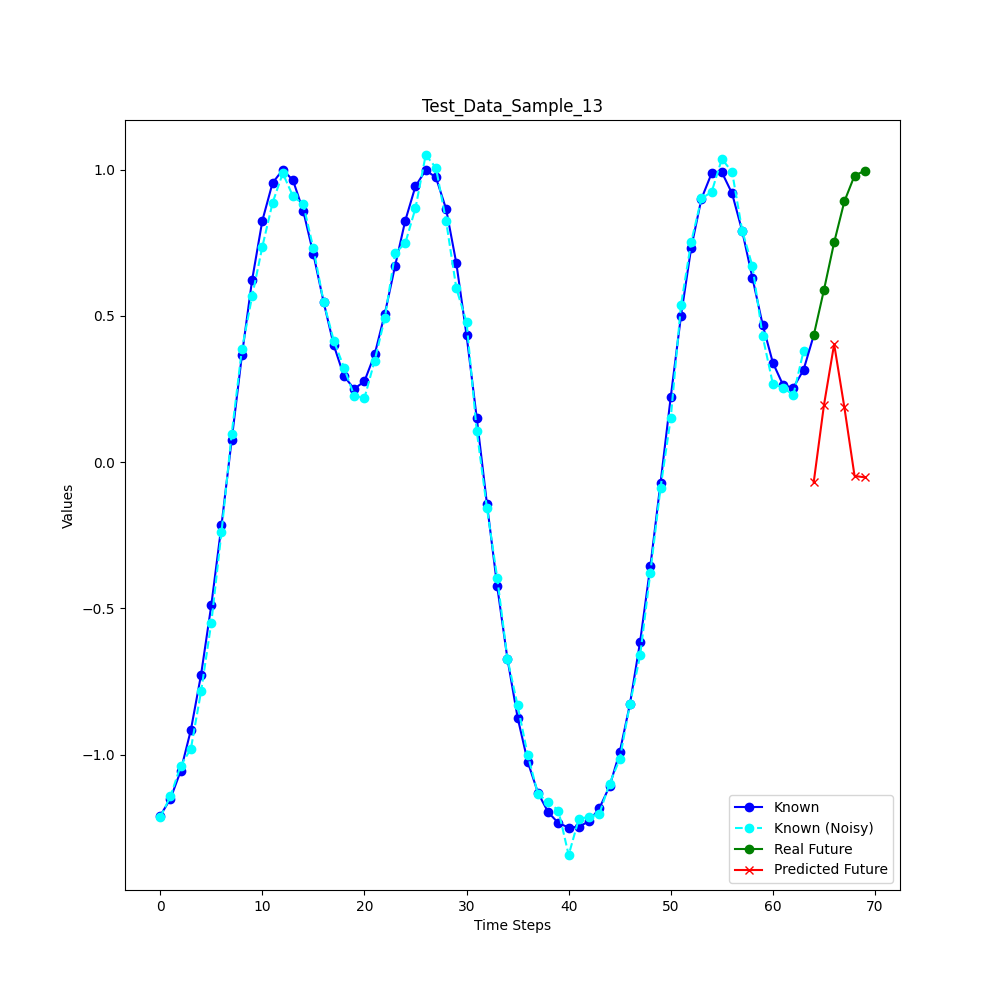 Test_Data_Sample_13
1.0
0.5
0.0
−0.5
−1.0
Values
0 10 20 30 40 50 60 70
Time Steps
Known
Known (Noisy)
Real Future
Predicted Future